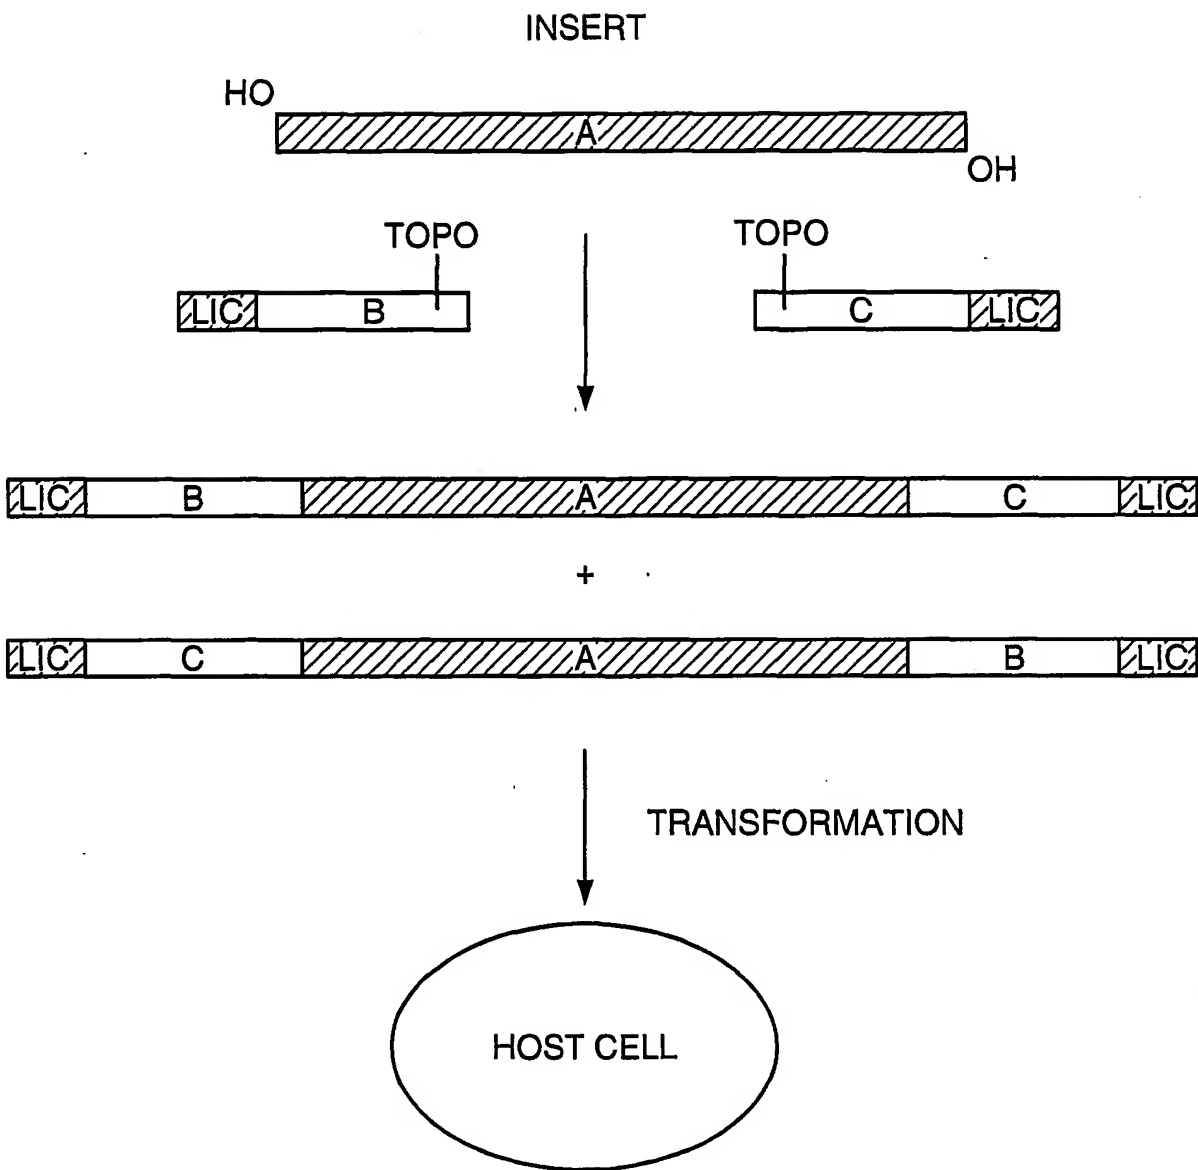 INSERT
HO
A
OH
TOPO TOPO
LIC B C LIC
LIC B A C LIC
+
LIC C A B LIC
TRANSFORMATION
HOST CELL